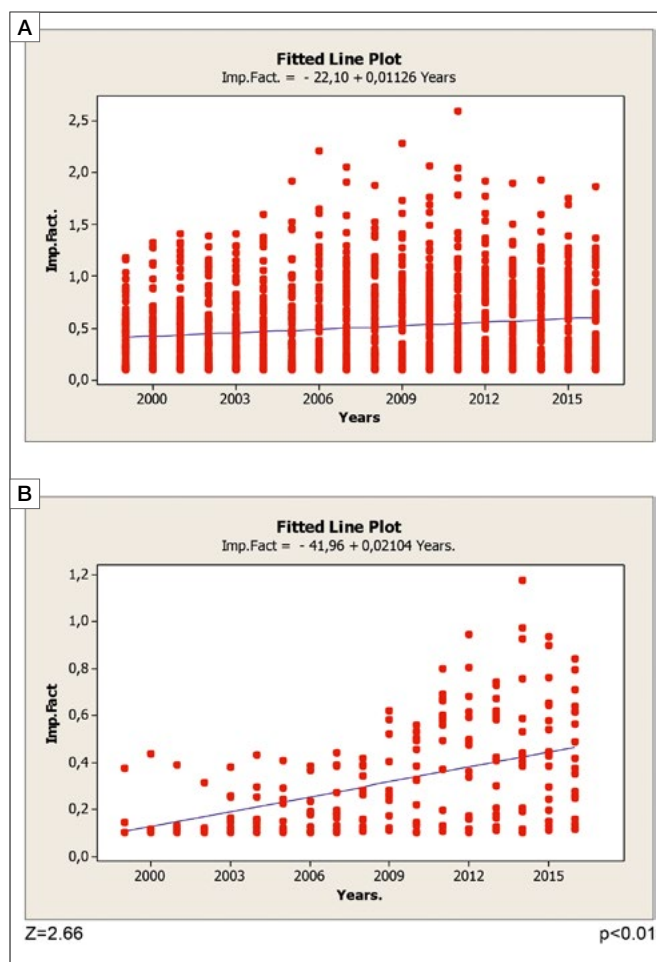 A
Fitted Line Plot
Imp.Fact. = - 22,10 + 0,01126 Years
Imp.Fact.
2,5
2,0
1,5
1,0
0,5
0,0
2000 2003 2006 2009 2012 2015
Years
B
Fitted Line Plot
Imp.Fact = - 41,96 + 0,02104 Years.
Imp.Fact
1,2
1,0
0,8
0,6
0,4
0,2
0,0
2000 2003 2006 2009 2012 2015
Years.
Z=2.66 p<0.01